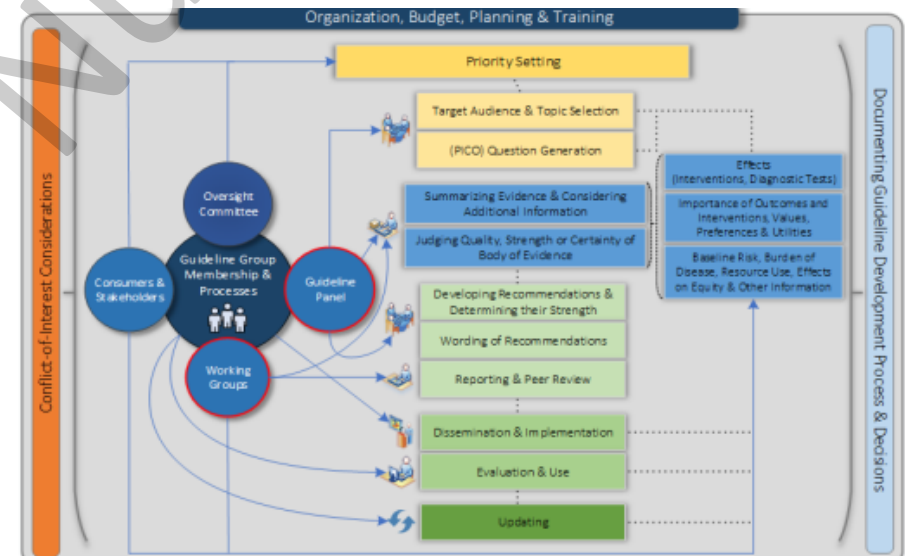 Organization, Budget, Planning & Training
Conflict-of-Interest Considerations
Documenting Guideline Development Process & Decisions
Priority Setting
Target Audience & Topic Selection
(PICO) Question Generation
Effects
(Interventions, Diagnostic Tests)
Importance of Outcomes and
Interventions, Values,
Preferences & Utilities
Baseline Risk, Burden of
Disease, Resource Use, Effects
on Equity & Other Information
Summarizing Evidence & Considering
Additional Information
Judging Quality, Strength or Certainty of
Body of Evidence
Oversight
Committee
Guideline Group
Membership &
Processes
Consumers &
Stakeholders
Guideline
Panel
Working
Groups
Developing Recommendations &
Determining their Strength
Wording of Recommendations
Reporting & Peer Review
Dissemination & Implementation
Evaluation & Use
Updating